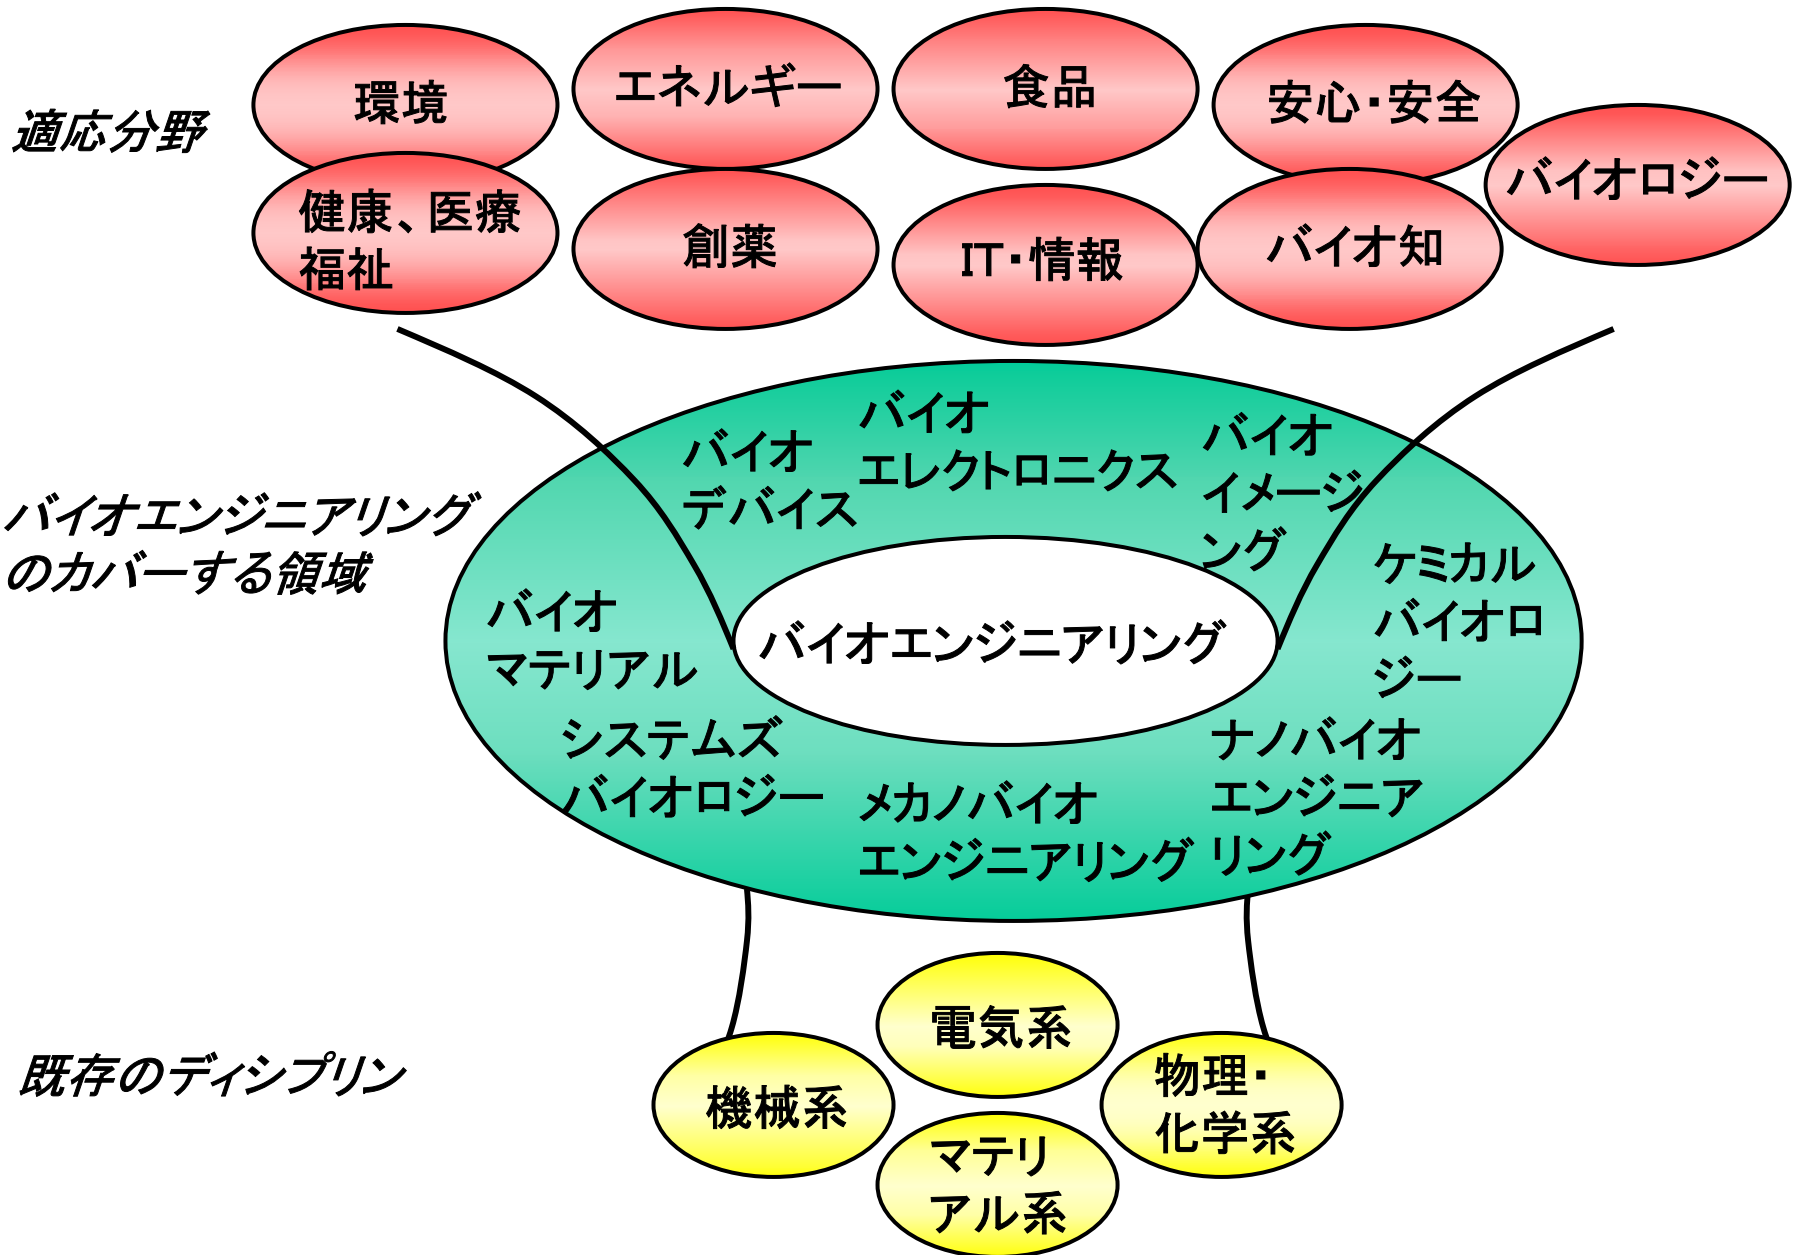 適応分野
環境
エネルギー
食品
安心・安全
バイオロジー
健康、医療
福祉
創薬
IT・情報
バイオ知
バイオエンジニアリング
のカバーする領域
バイオ
デバイス
バイオ
エレクトロニクス
バイオ
イメージ
ング
ケミカル
バイオロ
ジー
バイオ
マテリアル
バイオエンジニアリング
システムズ
バイオロジー
メカノバイオ
エンジニアリング
ナノバイオ
エンジニア
リング
既存のディシプリン
機械系
電気系
マテリ
アル系
物理・
化学系